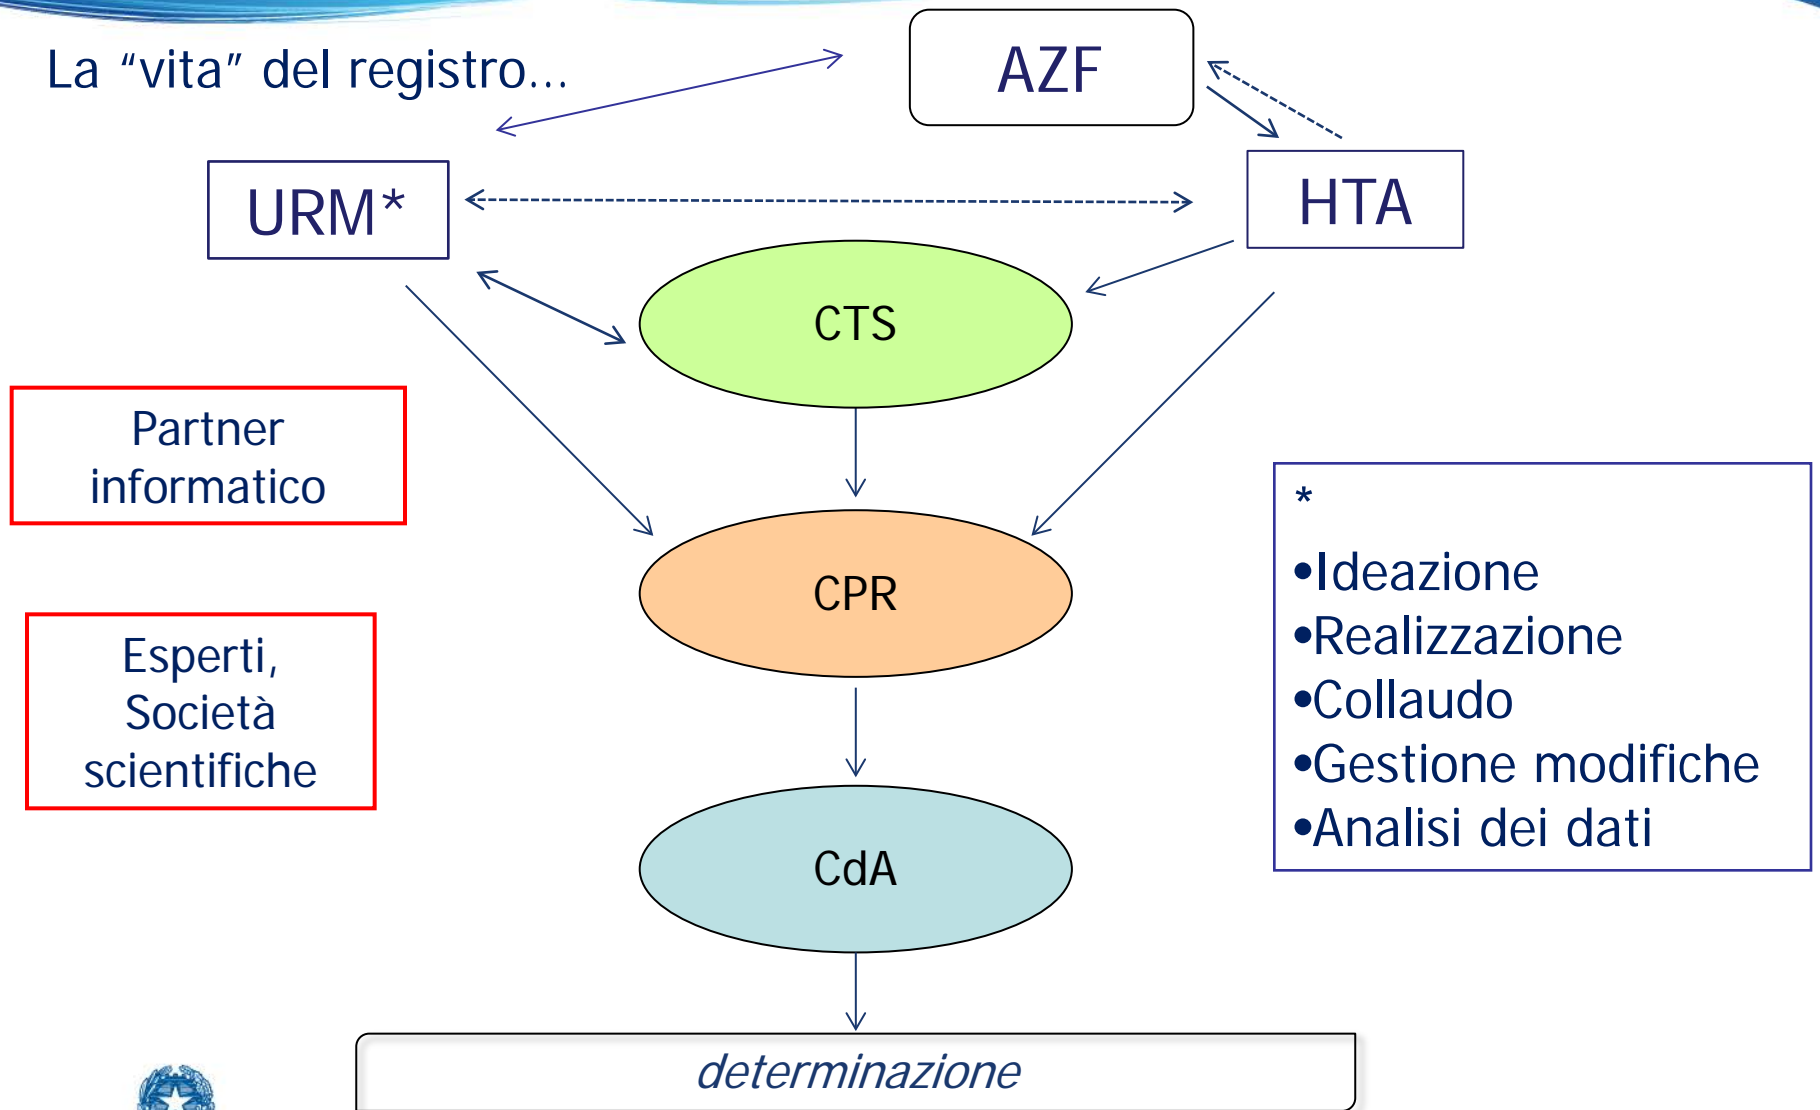 La “vita” del registro...
AZF
URM*
HTA
CTS
Partner
informatico
CPR
Esperti,
Società
scientifiche
*
•Ideazione
•Realizzazione
•Collaudo
•Gestione modifiche
•Analisi dei dati
CdA
determinazione